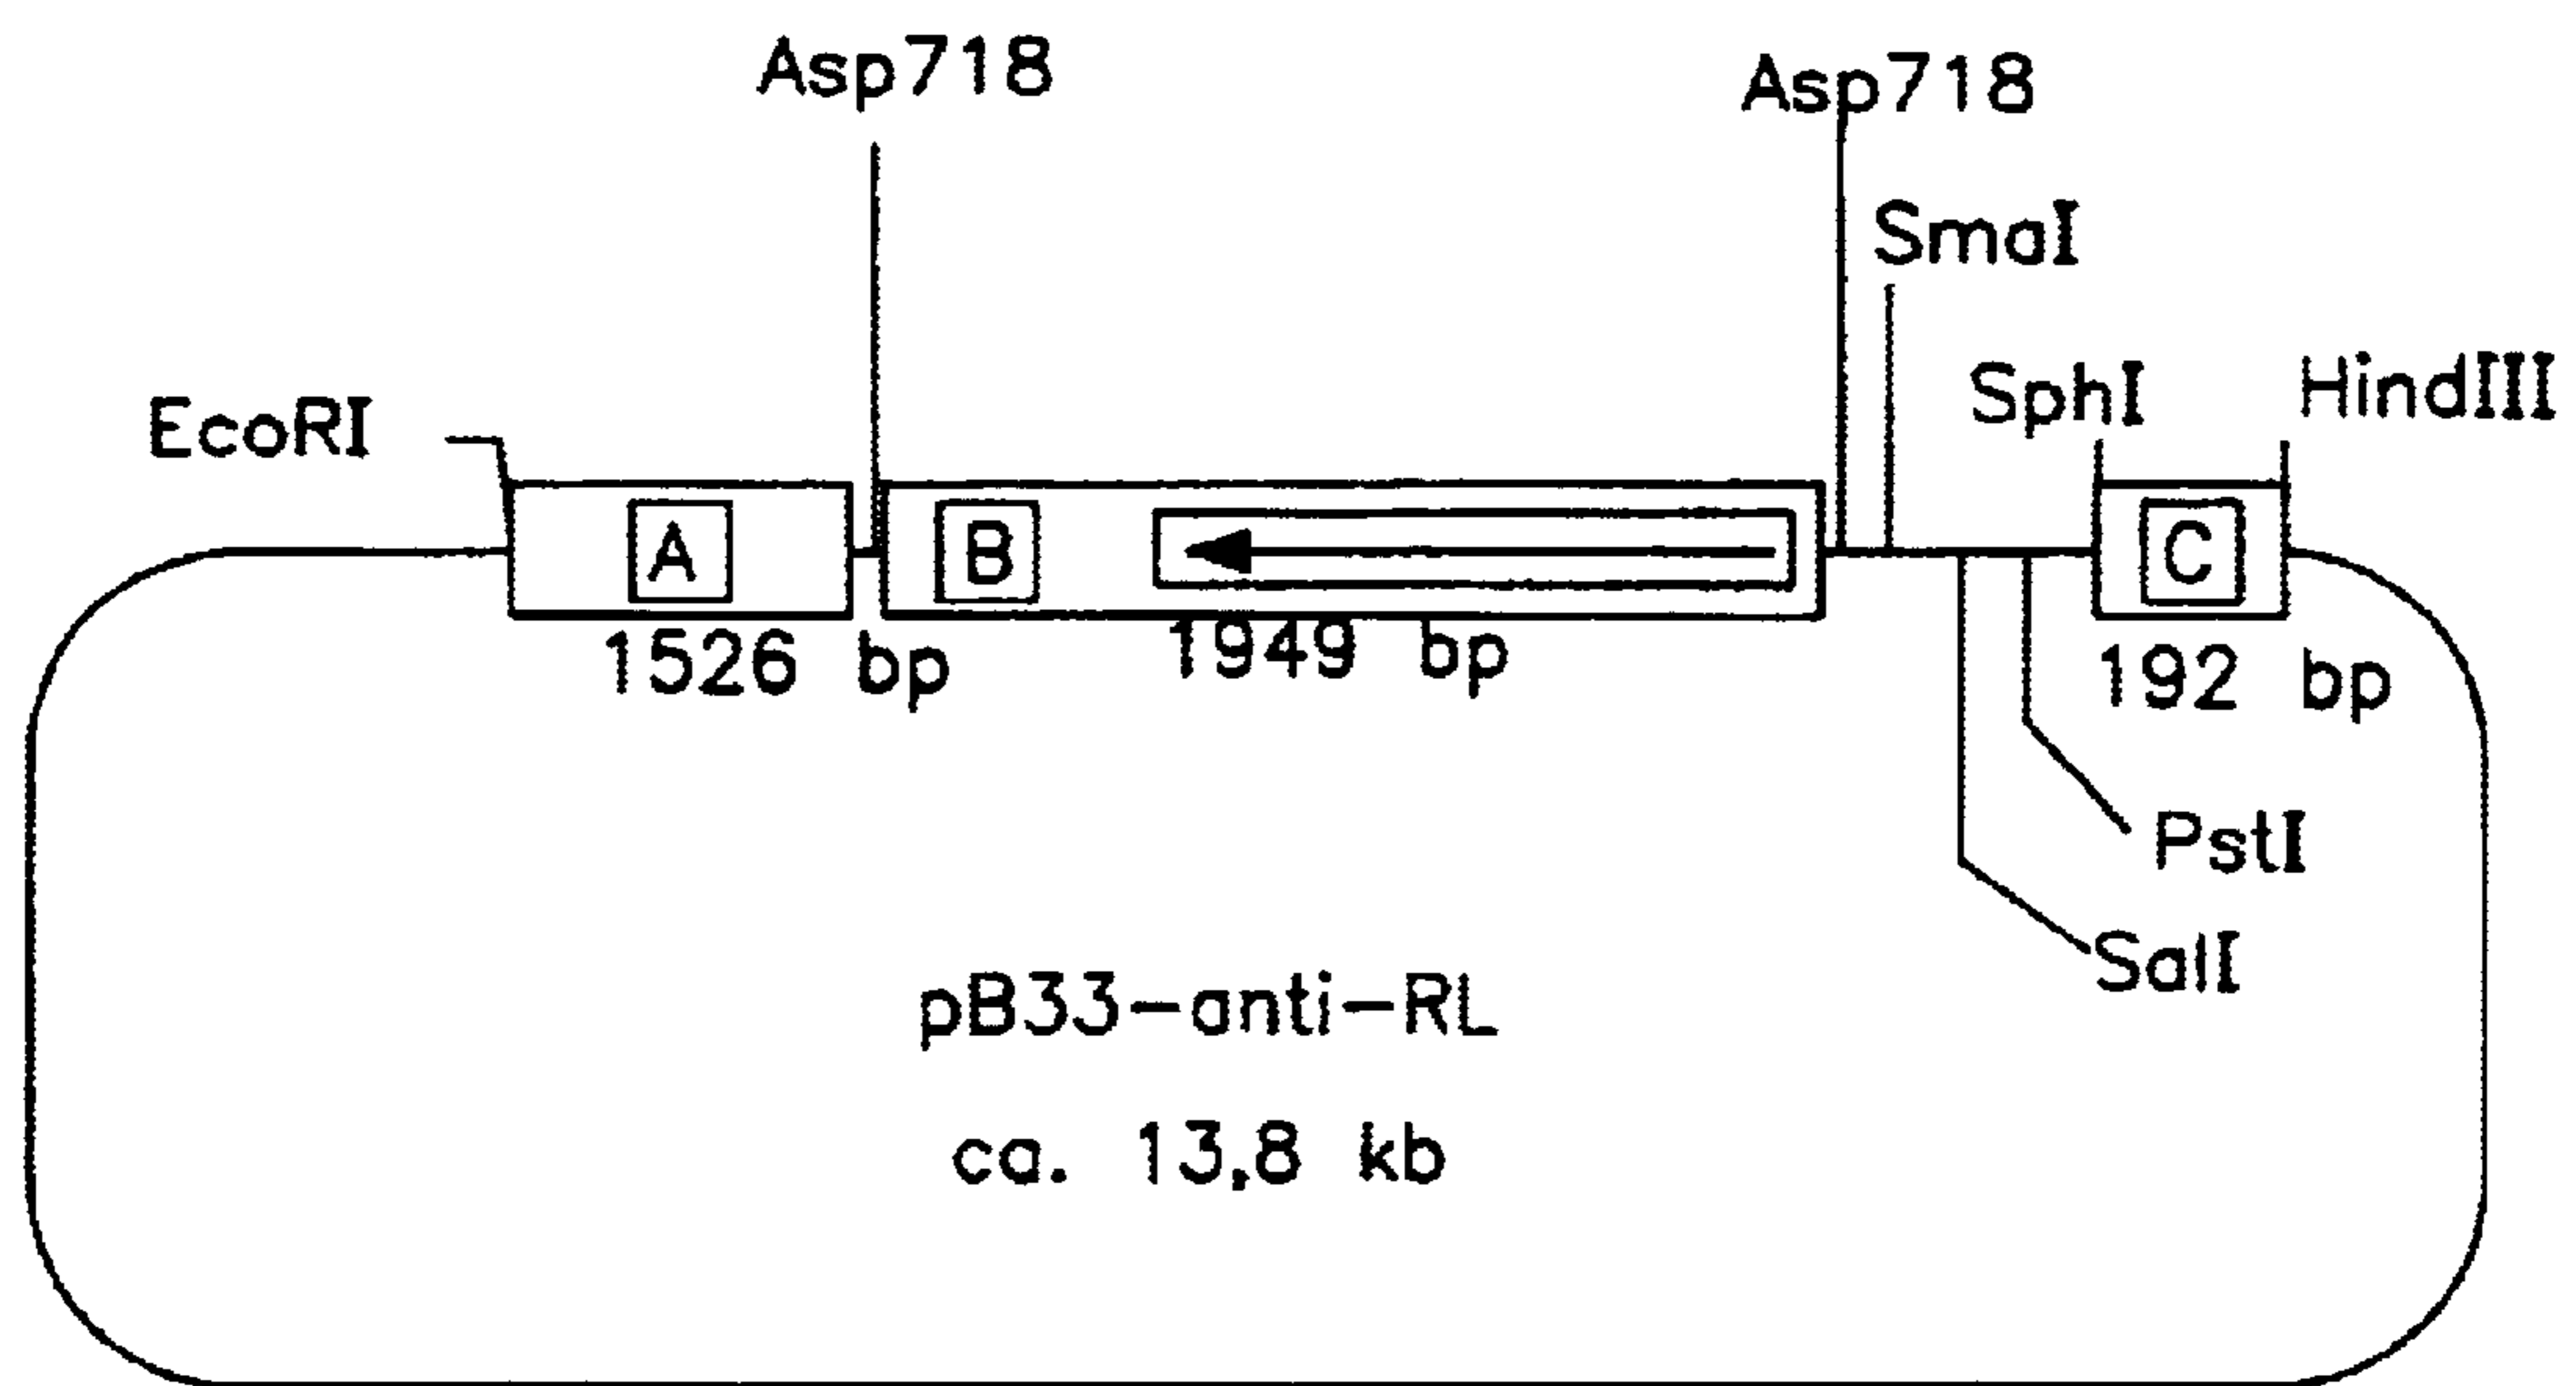 Asp718
Asp718
SmaI
SphI
HindIII
EcoRI
A
B
C
1526 bp
1949 bp
192 bp
PstI
SalI
pB33-anti-RL
ca. 13,8 kb